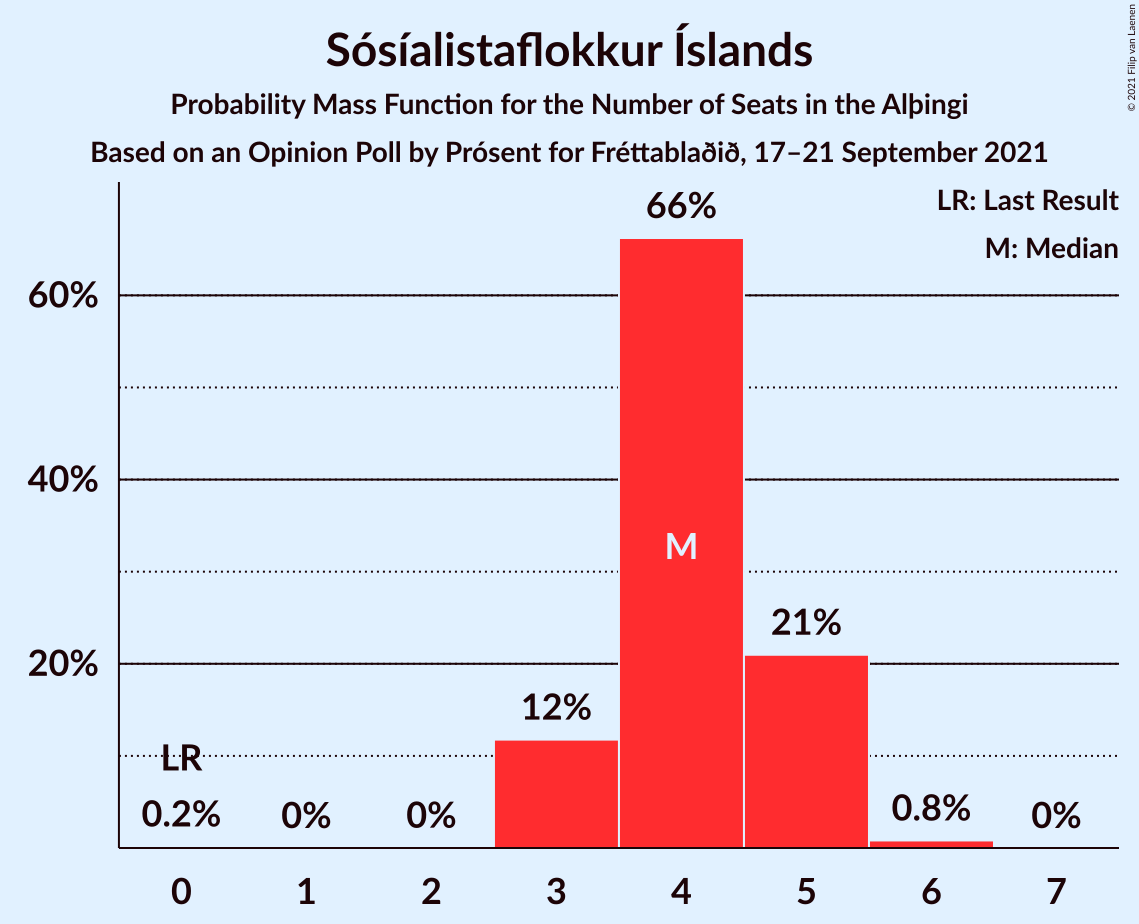 Sósíalistaflokkur Íslands
Probability Mass Function for the Number of Seats in the Alþingi
Based on an Opinion Poll by Prósent for Fréttablaðið, 17–21 September 2021
© 2021 Filip van Laenen
LR: Last Result
M: Median
66%
60%
40%
M
21%
20%
12%
LR
0.2% 0% 0% 0.8% 0%
0 1 2 3 4 5 6 7